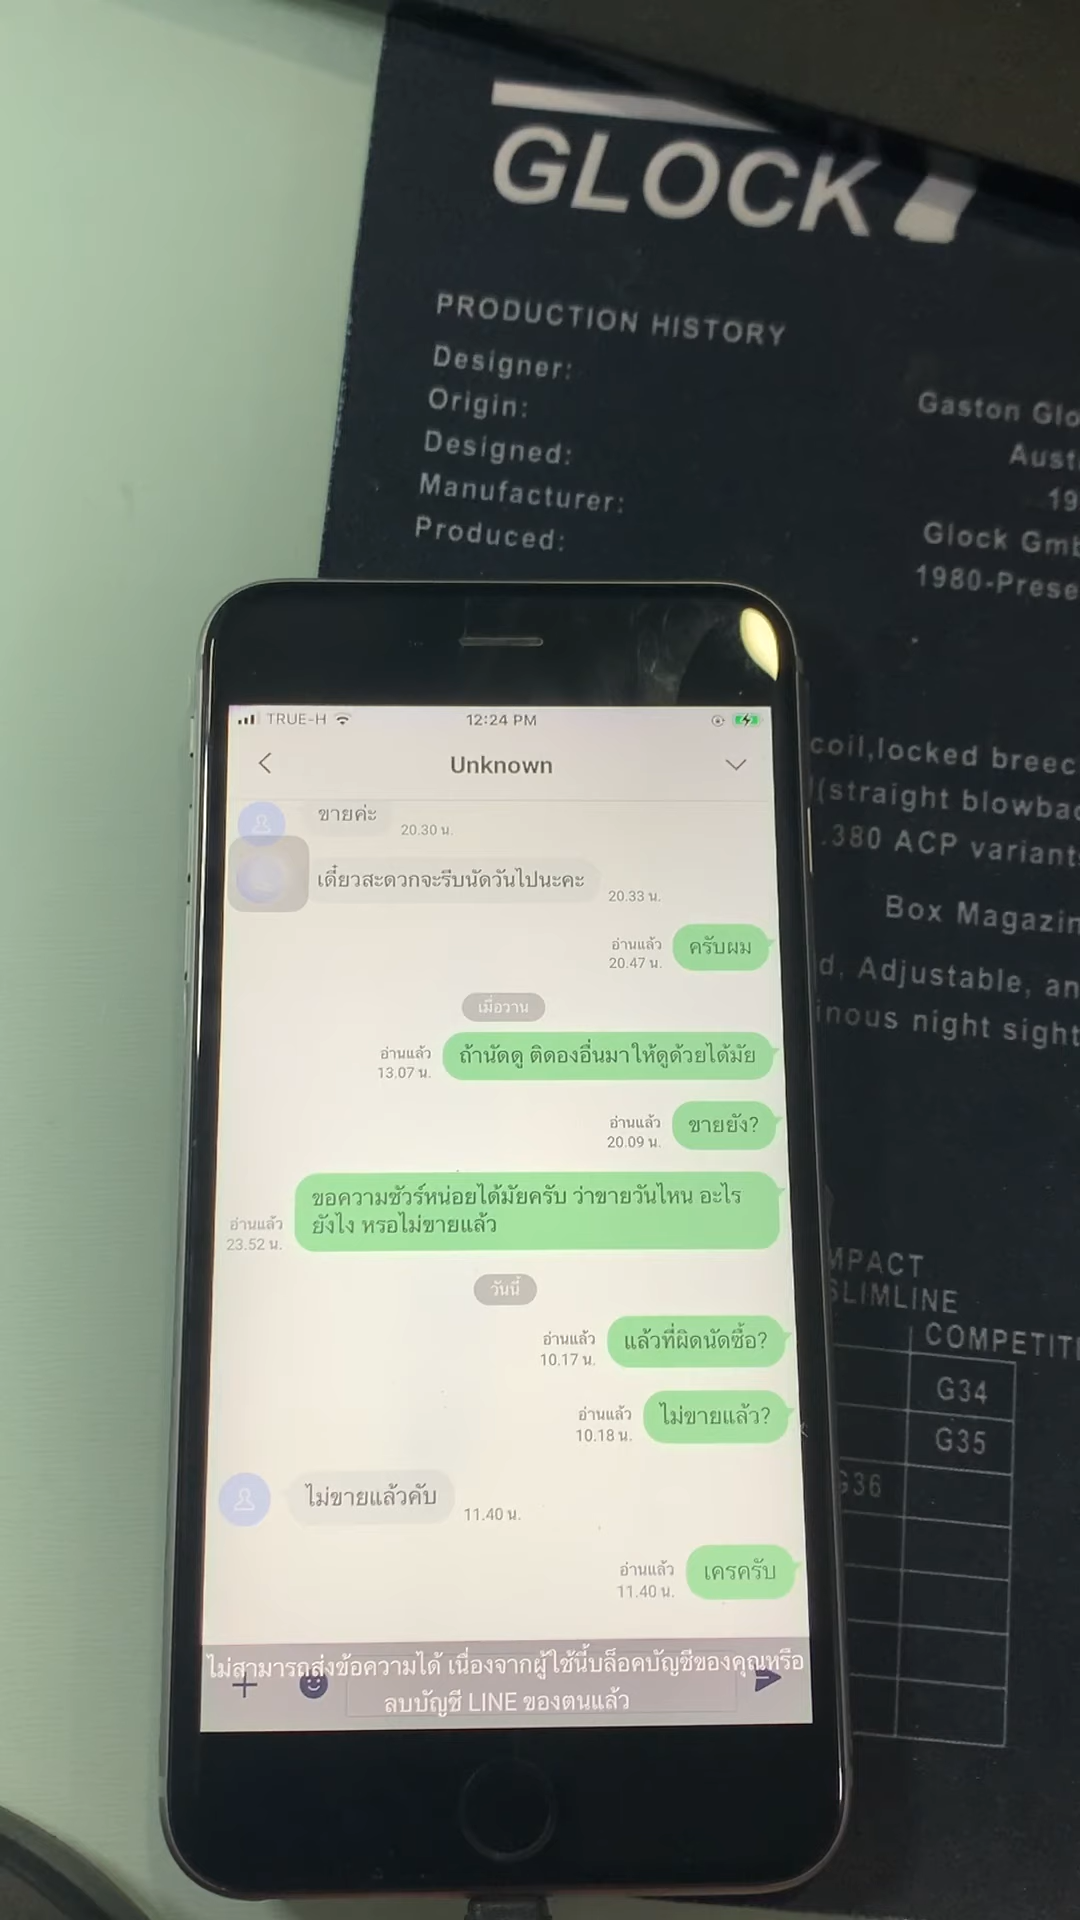 GLOCK
PRODUCTION HISTORY
Designer:
Gaston Glo
Origin:
Aust
Designed:
19
Manufacturer:
Glock Gmb
Produced:
1980-Prese
coil,locked breec
(straight blowbac
.380 ACP variant
Box Magazin
d, Adjustable, an
inous night sight
MPACT
SLIMLINE
COMPETITI
G34
G35
G36
TRUE-H
12:24 PM
Unknown
ขายค่ะ
20.30 น.
เดี๋ยวสะดวกจะรีบนัดวันไปนะคะ
20.33 น.
อ่านแล้ว
20.47 น.
ครับผม
เมื่อวาน
อ่านแล้ว
13.07 น.
ถ้านัดดู ติดองอื่นมาให้ดูด้วยได้มัย
อ่านแล้ว
20.09 น.
ขายยัง?
ขอความชัวร์หน่อยได้มัยครับ ว่าขายวันไหน อะไร
ยังไง หรอไม่ขายแล้ว
อ่านแล้ว
23.52 น.
วันนี้
อ่านแล้ว
10.17 น.
แล้วที่ผิดนัดซื้อ?
อ่านแล้ว
10.18 น.
ไม่ขายแล้ว?
ไม่ขายแล้วคับ
11.40 น.
อ่านแล้ว
11.40 น.
เครครับ
ไม่สามารถส่งข้อความได้ เนื่องจากผู้ใช้นี้บล็อคบัญชีของคุณหรือ
ลบบัญชี LINE ของตนแล้ว